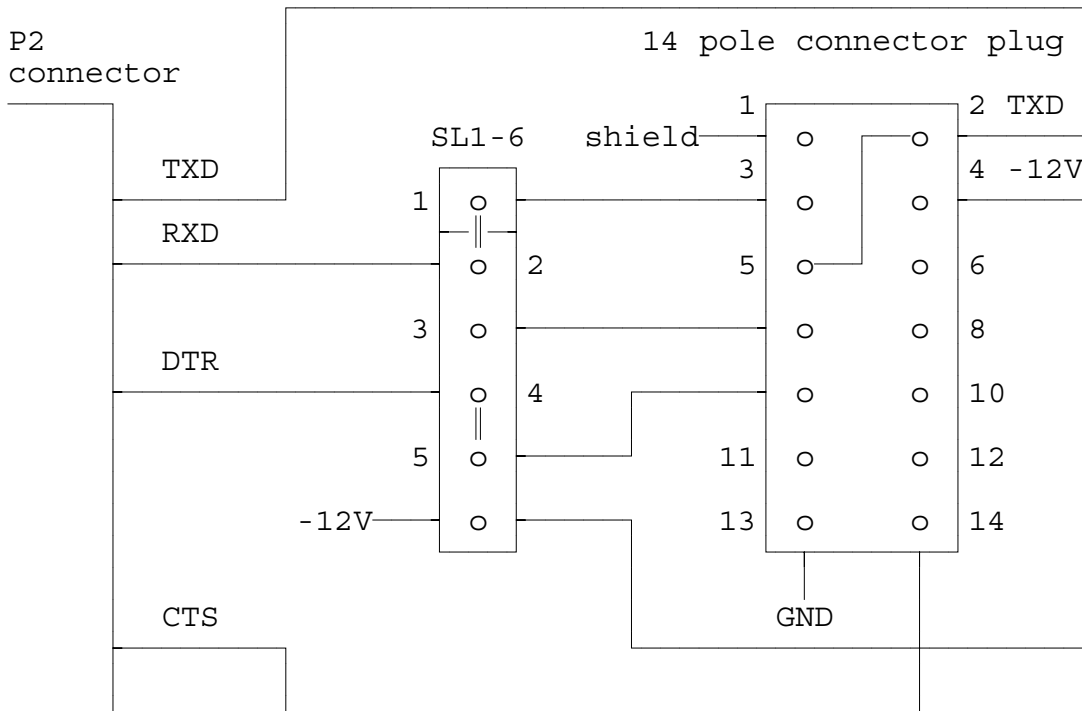 P2
connector
14 pole connector plug
1 2 TXD
SL1-6 shield
TXD 3 4 -12V
1
RXD
2 5 6
3 8
DTR
4 10
5 11 12
-12V 13 14
CTS GND